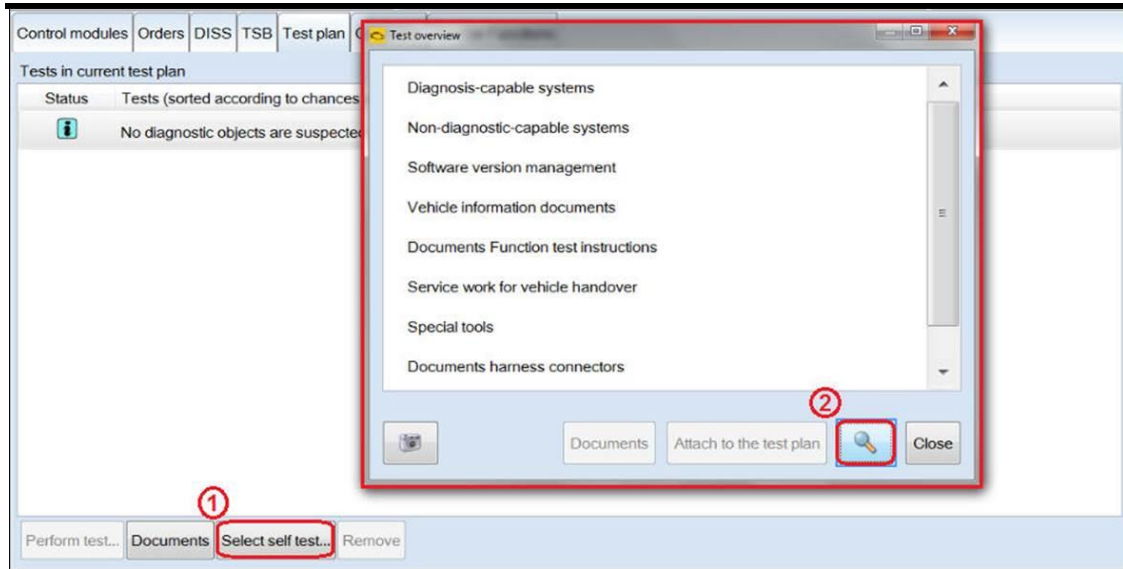 Control modules Orders DISS TSB Test plan
Test overview
Tests in current test plan
Status Tests (sorted according to chances
No diagnostic objects are suspected
Diagnosis-capable systems
Non-diagnostic-capable systems
Software version management
Vehicle information documents
Documents Function test instructions
Service work for vehicle handover
Special tools
Documents harness connectors
2
Documents Attach to the test plan Close
1
Perform test... Documents Select self test... Remove